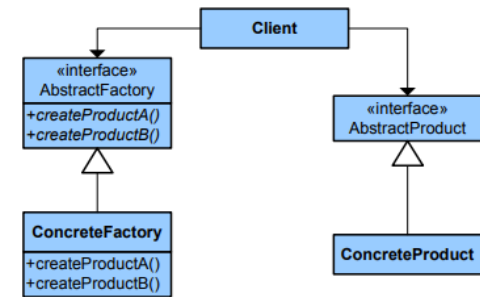 Client
«interface»
AbstractFactory
+createProductA()
+createProductB()
«interface»
AbstractProduct
ConcreteFactory
+createProductA()
+createProductB()
ConcreteProduct